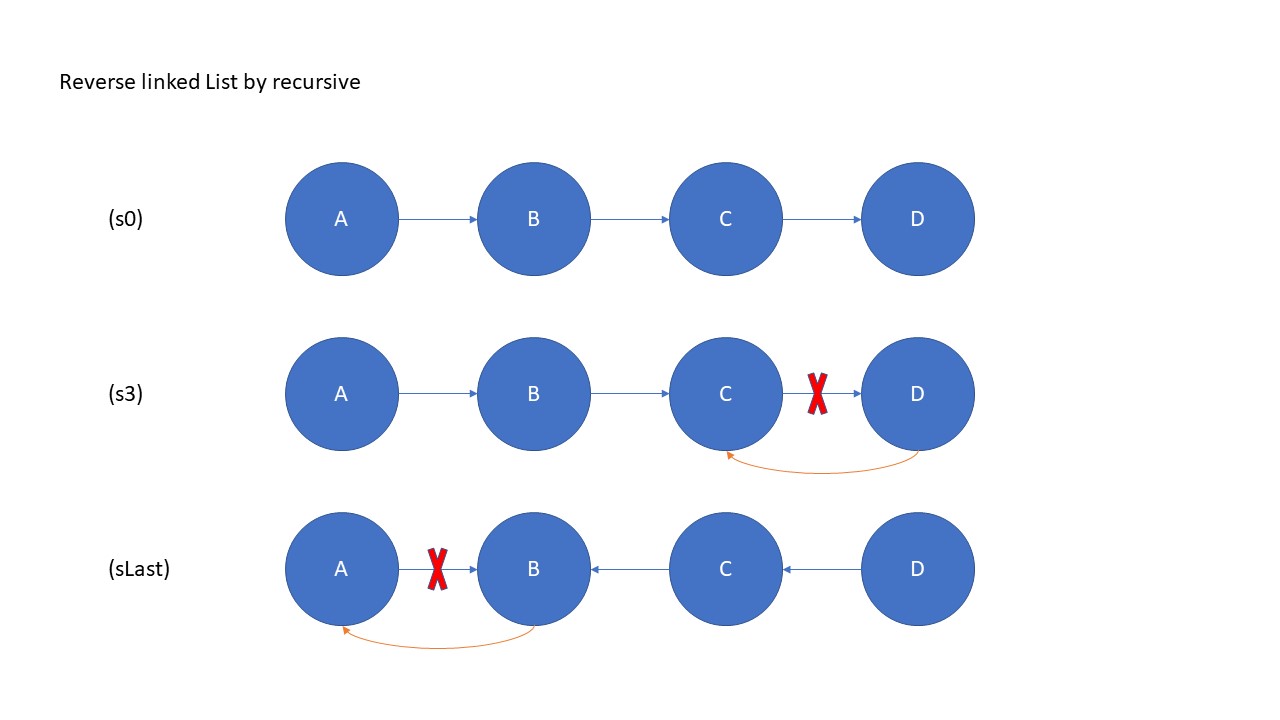 Reverse linked List by recursive
(s0) A B C D
(s3) A B C D
(sLast) A B C D